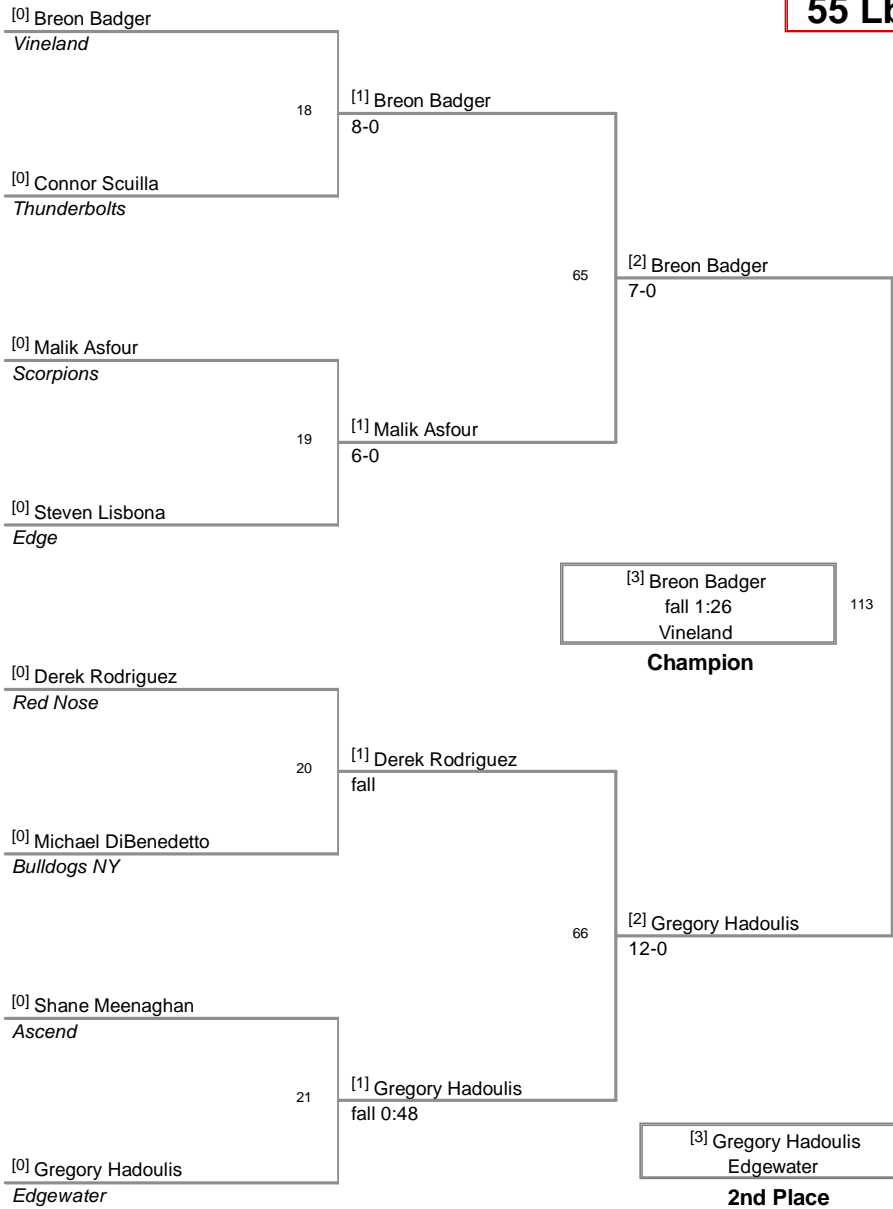 55 Lb
[0] Breon Badger
Vineland
18
[1] Breon Badger
8-0
[0] Connor Scuilla
Thunderbolts
65
[2] Breon Badger
7-0
[0] Malik Asfour
Scorpions
19
[1] Malik Asfour
6-0
[0] Steven Lisbona
Edge
[3] Breon Badger
fall 1:26
Vineland
113
Champion
[0] Derek Rodriguez
Red Nose
20
[1] Derek Rodriguez
fall
[0] Michael DiBenedetto
Bulldogs NY
66
[2] Gregory Hadoulis
12-0
[0] Shane Meenaghan
Ascend
21
[1] Gregory Hadoulis
fall 0:48
[0] Gregory Hadoulis
Edgewater
[3] Gregory Hadoulis
Edgewater
2nd Place